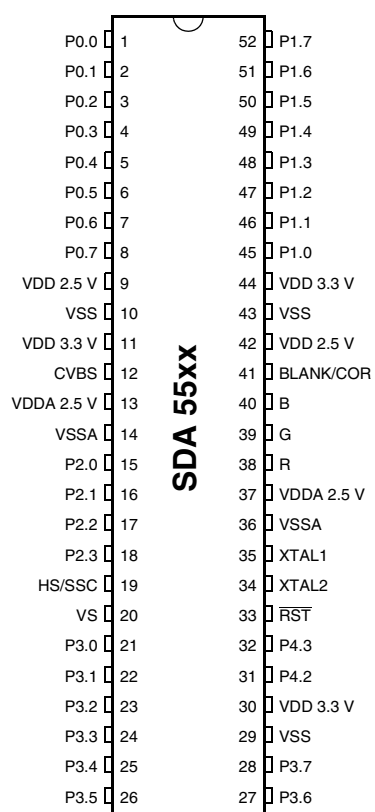 P0.0 1 52 P1.7
P0.1 2 51 P1.6
P0.2 3 50 P1.5
P0.3 4 49 P1.4
P0.4 5 48 P1.3
P0.5 6 47 P1.2
P0.6 7 46 P1.1
P0.7 8 45 P1.0
VDD 2.5 V 9 44 VDD 3.3 V
VSS 10 43 VSS
VDD 3.3 V 11 42 VDD 2.5 V
CVBS 12 41 BLANK/COR
VDDA 2.5 V 13 40 B
VSSA 14 39 G
P2.0 15 38 R
P2.1 16 37 VDDA 2.5 V
P2.2 17 36 VSSA
P2.3 18 35 XTAL1
HS/SSC 19 34 XTAL2
VS 20 33 RST
P3.0 21 32 P4.3
P3.1 22 31 P4.2
P3.2 23 30 VDD 3.3 V
P3.3 24 29 VSS
P3.4 25 28 P3.7
P3.5 26 27 P3.6
SDA 55xx